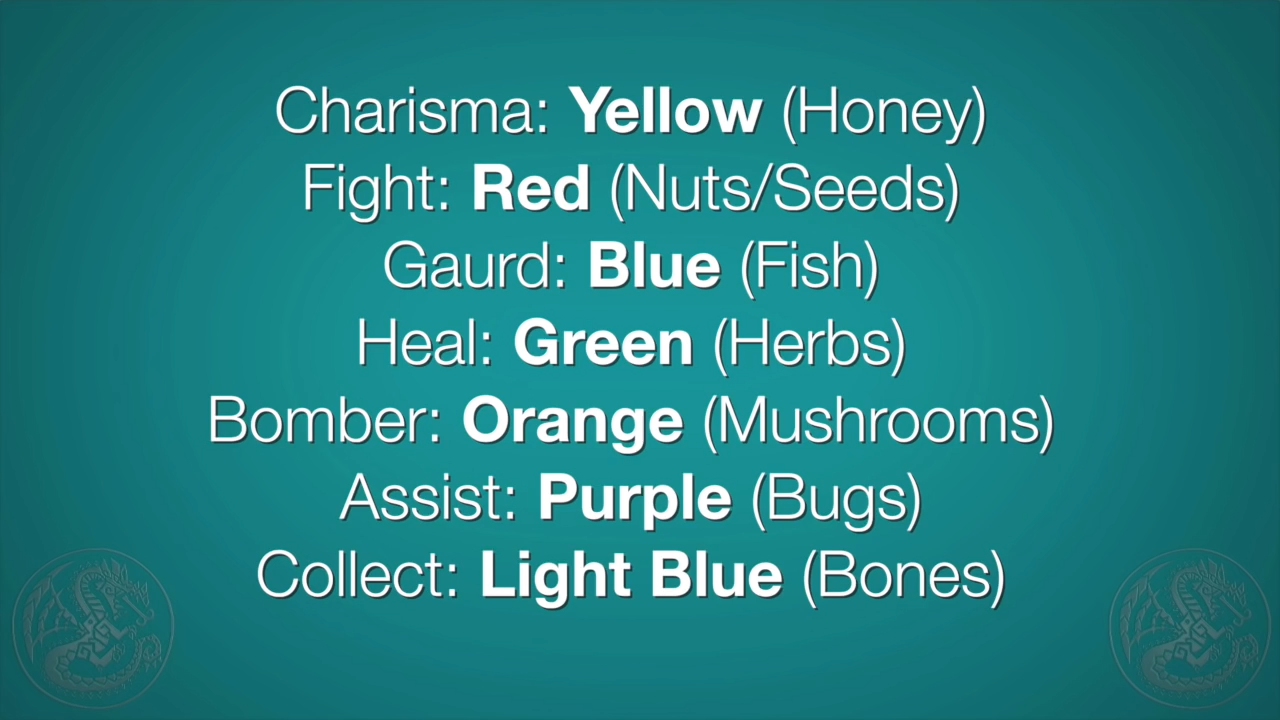 Charisma: Yellow (Honey)
Fight: Red (Nuts/Seeds)
Gaurd: Blue (Fish)
Heal: Green (Herbs)
Bomber: Orange (Mushrooms)
Assist: Purple (Bugs)
Collect: Light Blue (Bones)